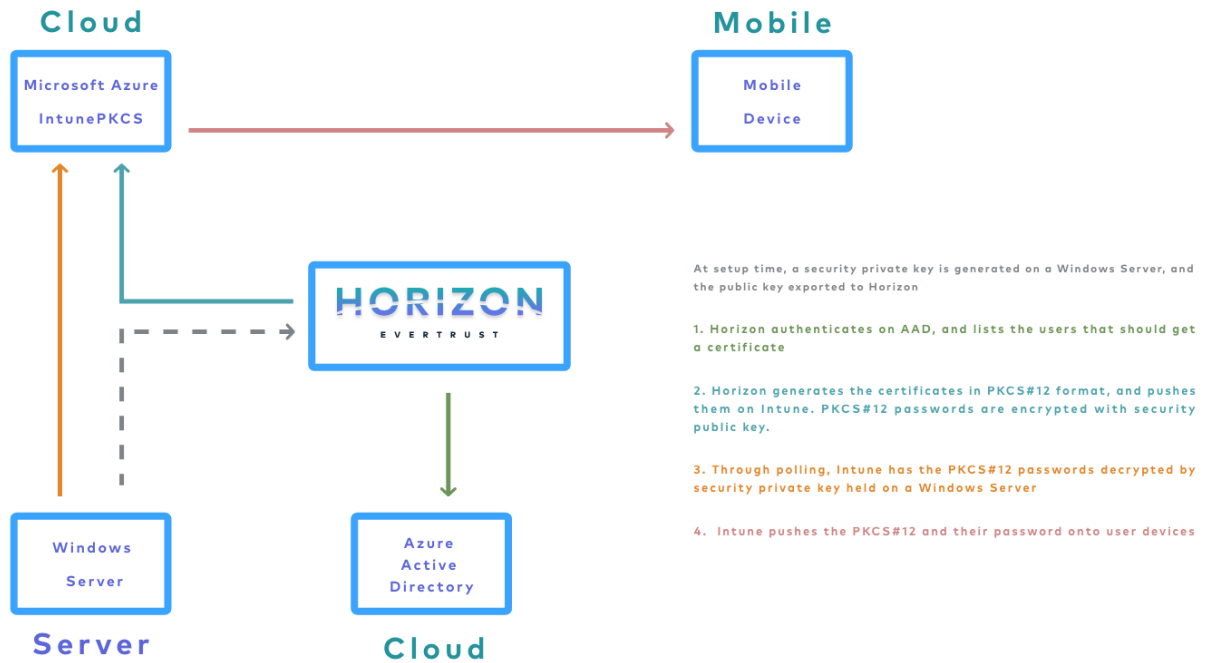 Cloud
Mobile
Microsoft Azure
IntunePKCS
Mobile
Device
HORIZON
EVERTRUST
At setup time, a security private key is generated on a Windows Server, and
the public key exported to Horizon
1. Horizon authenticates on AAD, and lists the users that should get
a certificate
2. Horizon generates the certificates in PKCS#12 format, and pushes
them on Intune. PKCS#12 passwords are encrypted with security
public key.
3. Through polling, Intune has the PKCS#12 passwords decrypted by
security private key held on a Windows Server
4. Intune pushes the PKCS#12 and their password onto user devices
Windows
Server
Azure
Active
Directory
Server
Cloud